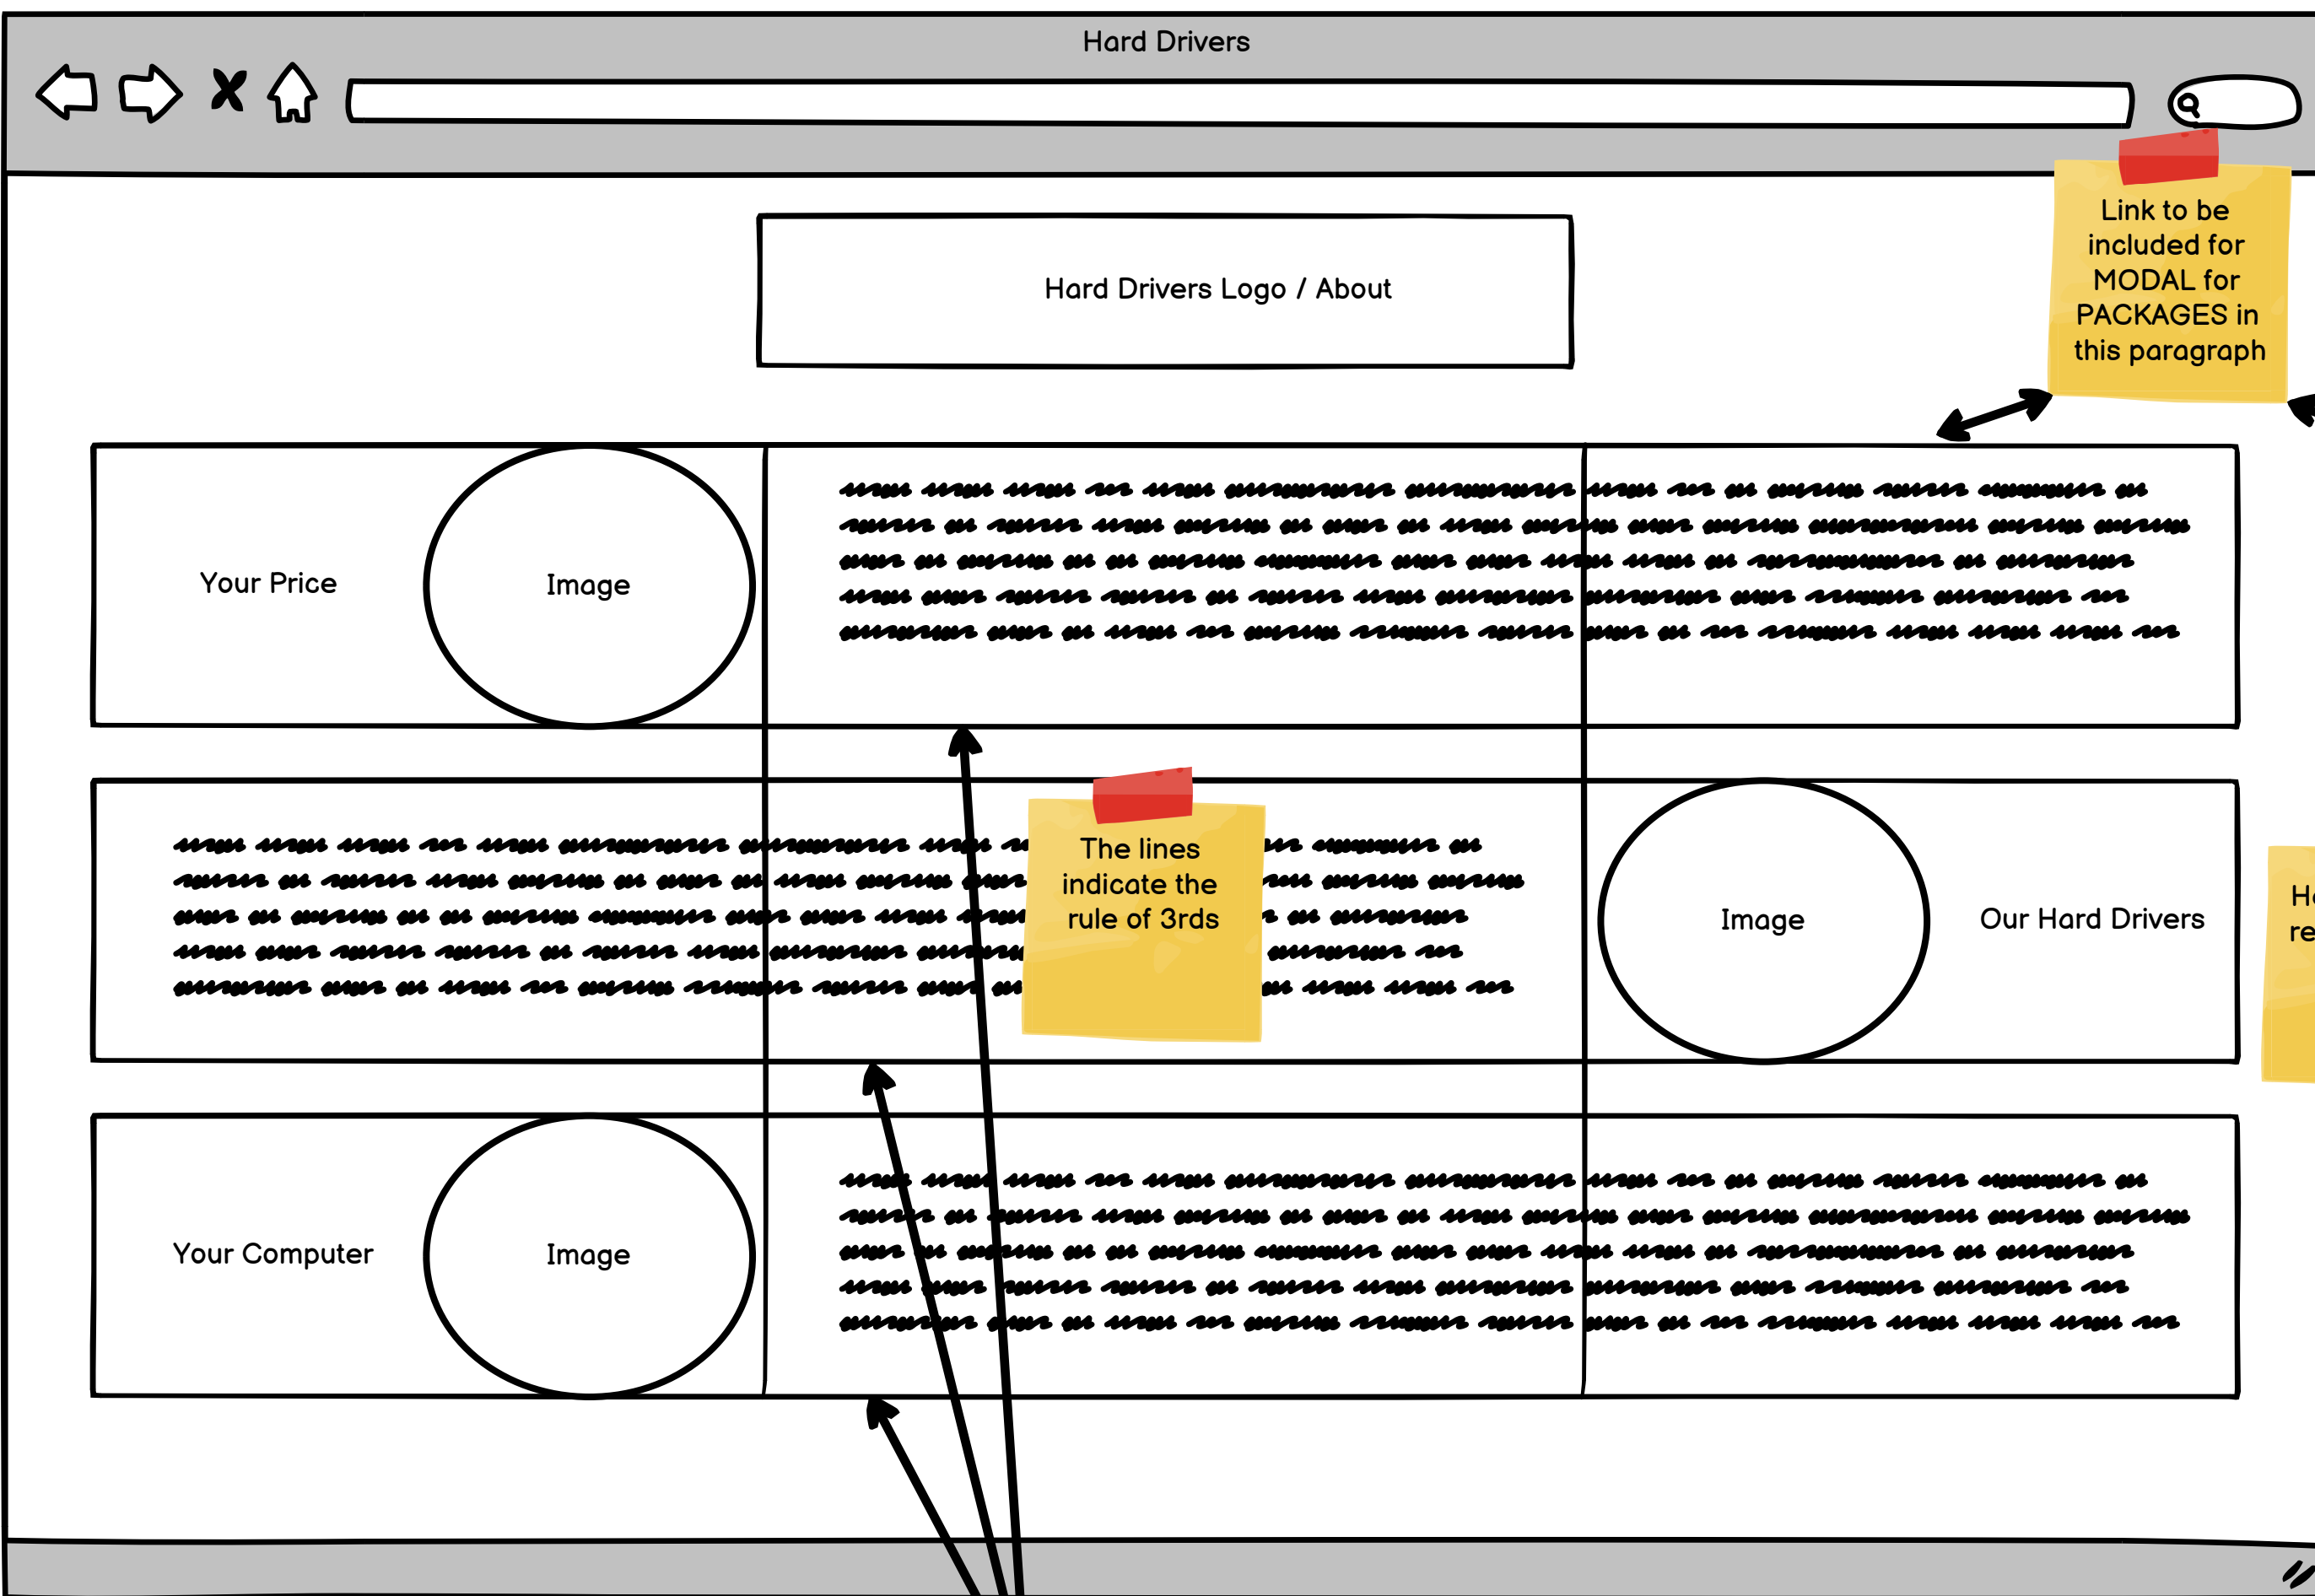 Hard Drivers
Link to be
included for
MODAL for
PACKAGES in
this paragraph
Hard Drivers Logo / About
Your Price
Image
The lines
indicate the
rule of 3rds
Image
Our Hard Drivers
Your Computer
Image